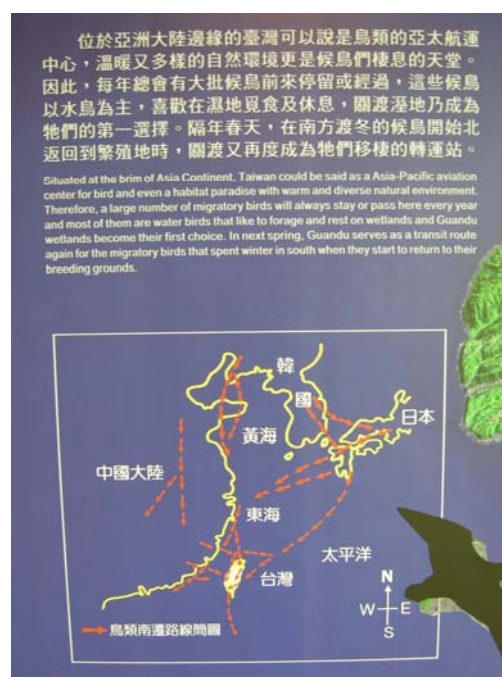 位於亞洲大陸邊緣的臺灣可以說是鳥類的亞太航運
中心，溫暖又多樣的自然環境更是候鳥們棲息的天堂。
因此，每年總會有大批候鳥前來停留或經過，這些候鳥
以水鳥為主，喜歡在濕地覓食及休息，關渡溼地乃成為
牠們的第一選擇。隔年春天，在南方渡冬的候鳥開始北
返回到繁殖地時，關渡又再度成為牠們移棲的轉運站。
Situated at the brim of Asia Continent, Taiwan could be said as a Asia-Pacific aviation
center for bird and even a habitat paradise with warm and diverse natural environment.
Therefore, a large number of migratory birds will always stay or pass here every year
and most of them are water birds that like to forage and rest on wetlands and Guandu
wetlands become their first choice. In next spring, Guandu serves as a transit route
again for the migratory birds that spent winter in south when they start to return to their
breeding grounds.
韓
國
日本
黃海
中國大陸
東海
太平洋
台灣
N
W E
S
鳥類南遷路線簡圖